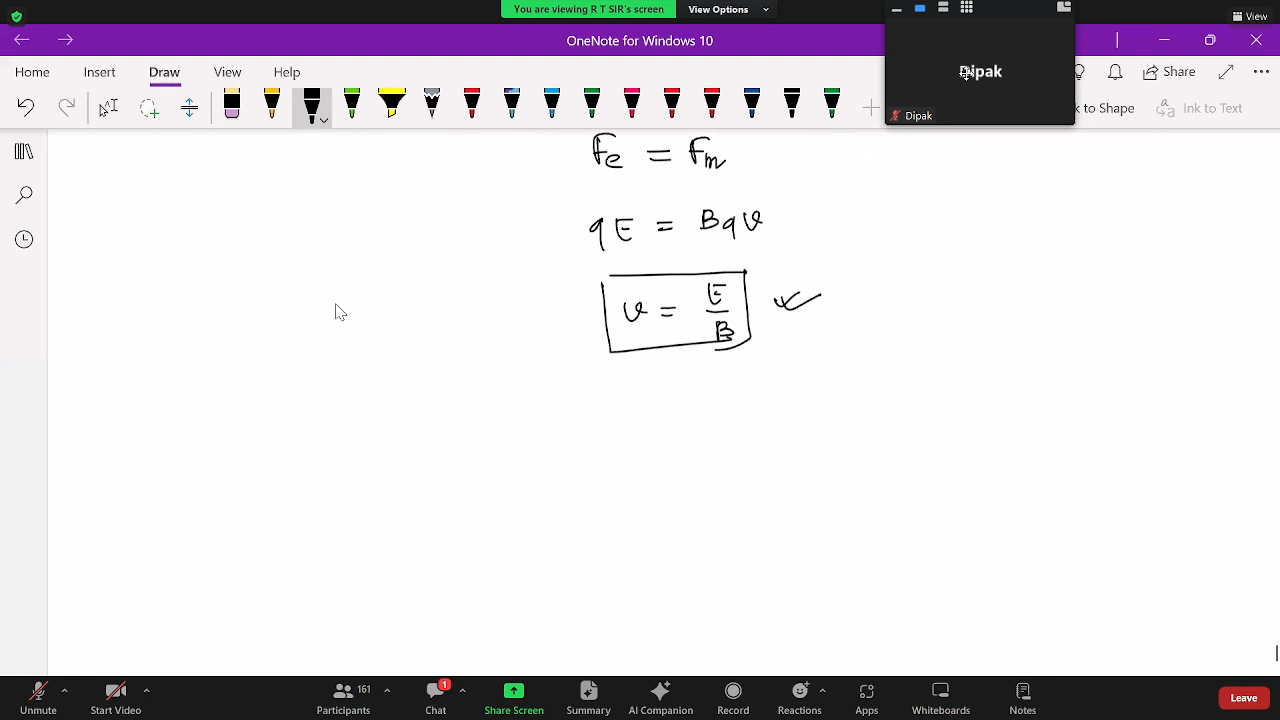 You are viewing R T SIR's screen View Options
View
OneNote for Windows 10
Dipak
Home Insert Draw View Help
Share
Dipak
k to Shape Ink to Text
Fe = Fm
qE = Bqv
v = E/B
Unmute Start Video Participants 161 Chat 1 Share Screen Summary AI Companion Record Reactions Apps Whiteboards Notes Leave